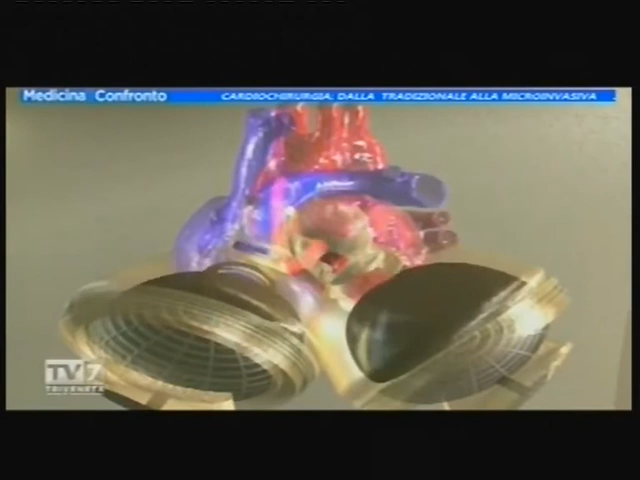 Medicina Confronto
CARDIOCHIRURGIA: DALLA TRADIZIONALE ALLA MICROINVASIVA
TV7
TRIVENETA